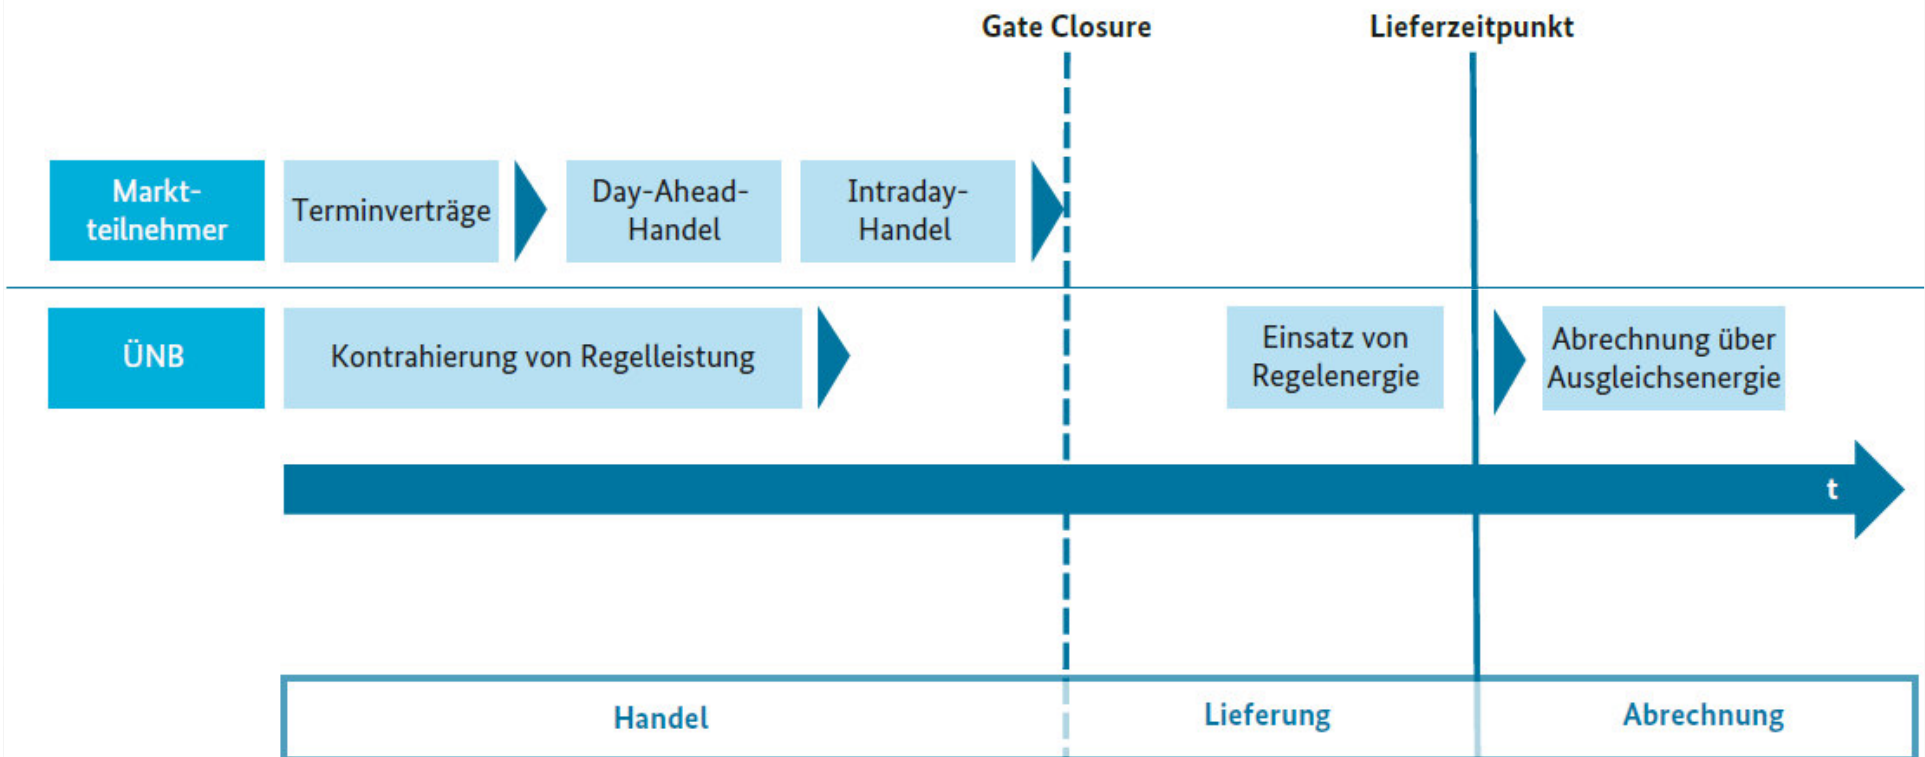 Gate Closure
Lieferzeitpunkt
Markt-
teilnehmer
Terminverträge
Day-Ahead-
Handel
Intraday-
Handel
ÜNB
Kontrahierung von Regelleistung
Einsatz von
Regelenergie
Abrechnung über
Ausgleichsenergie
t
Handel
Lieferung
Abrechnung